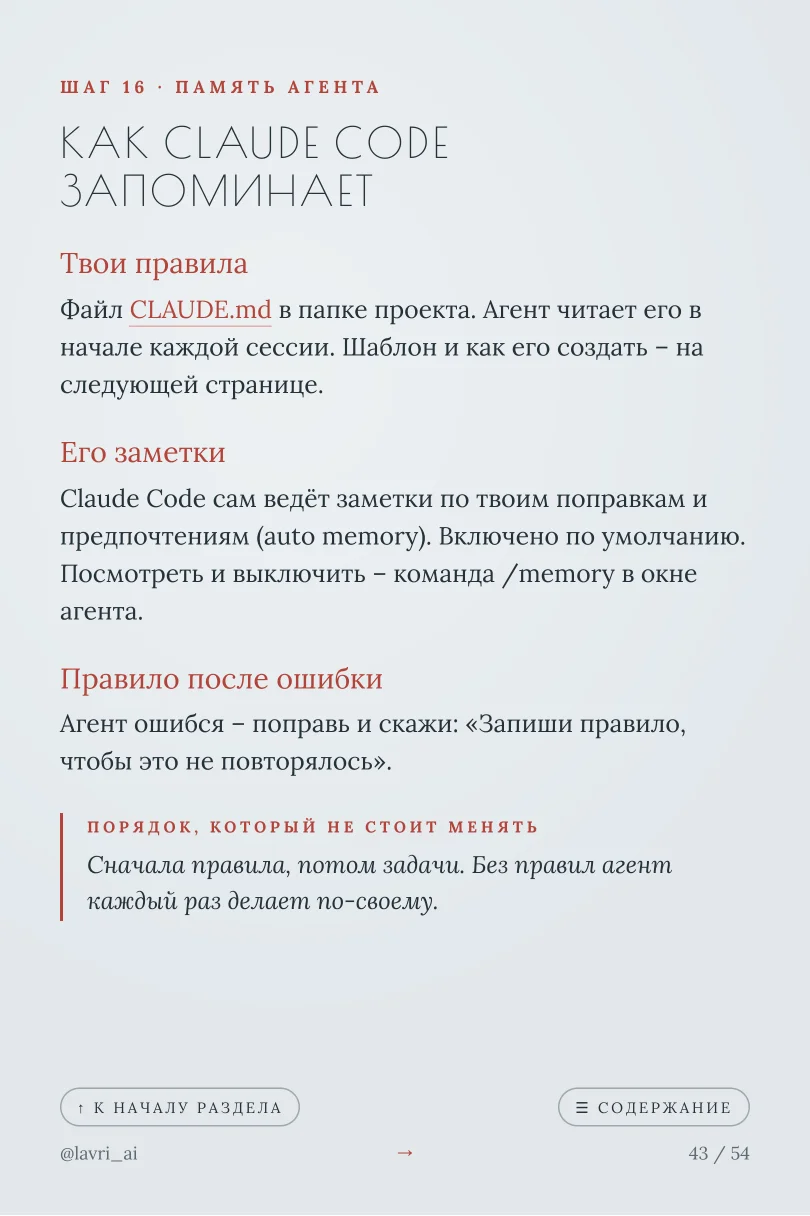 ШАГ 16 · ПАМЯТЬ АГЕНТА
КАК CLAUDE CODE
ЗАПОМИНАЕТ
Твои правила
Файл CLAUDE.md в папке проекта. Агент читает его в
начале каждой сессии. Шаблон и как его создать – на
следующей странице.
Его заметки
Claude Code сам ведёт заметки по твоим поправкам и
предпочтениям (auto memory). Включено по умолчанию.
Посмотреть и выключить – команда /memory в окне
агента.
Правило после ошибки
Агент ошибся – поправь и скажи: «Запиши правило,
чтобы это не повторялось».
ПОРЯДОК, КОТОРЫЙ НЕ СТОИТ МЕНЯТЬ
Сначала правила, потом задачи. Без правил агент
каждый раз делает по-своему.
↑ К НАЧАЛУ РАЗДЕЛА
☰ СОДЕРЖАНИЕ
@lavri_ai → 43 / 54